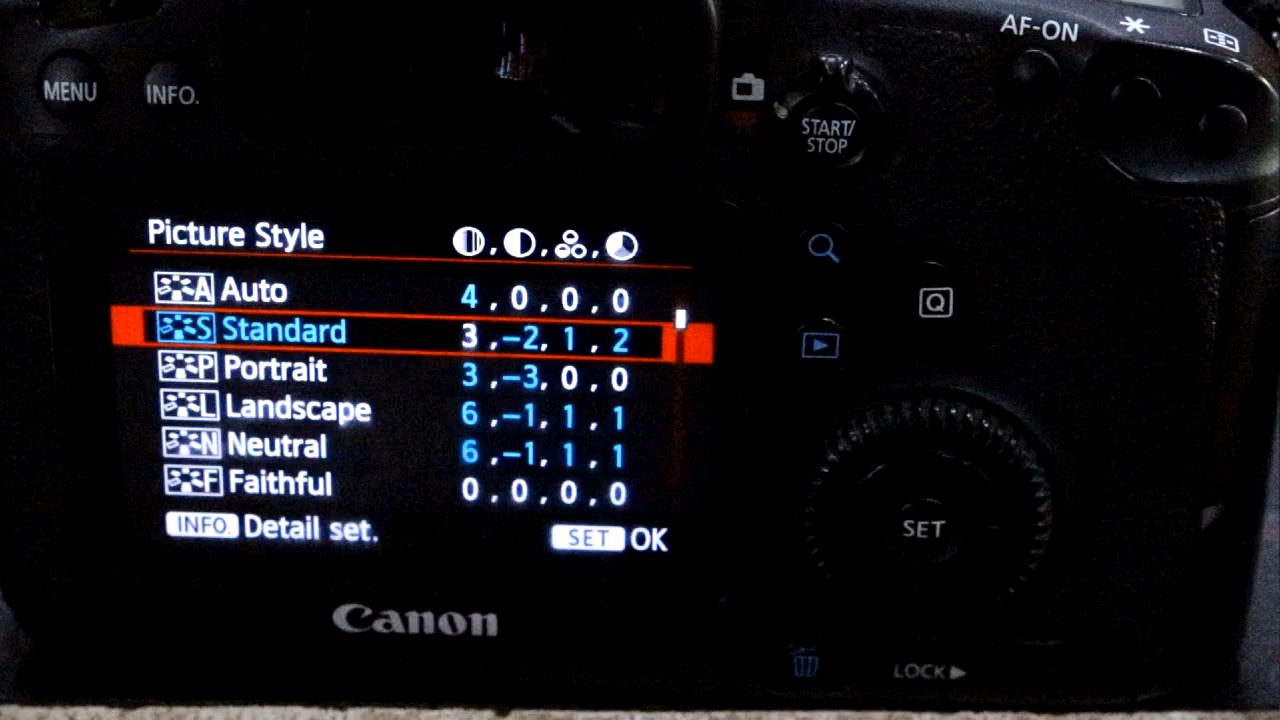 AF-ON
MENU
INFO.
START/
STOP
Picture Style
A Auto 4 , 0 , 0 , 0
S Standard 3 , −2, 1 , 2
P Portrait 3 , −3, 0 , 0
L Landscape 6 , −1, 1 , 1
N Neutral 6 , −1, 1 , 1
F Faithful 0 , 0 , 0 , 0
INFO. Detail set. SET OK
Q
SET
Canon
LOCK